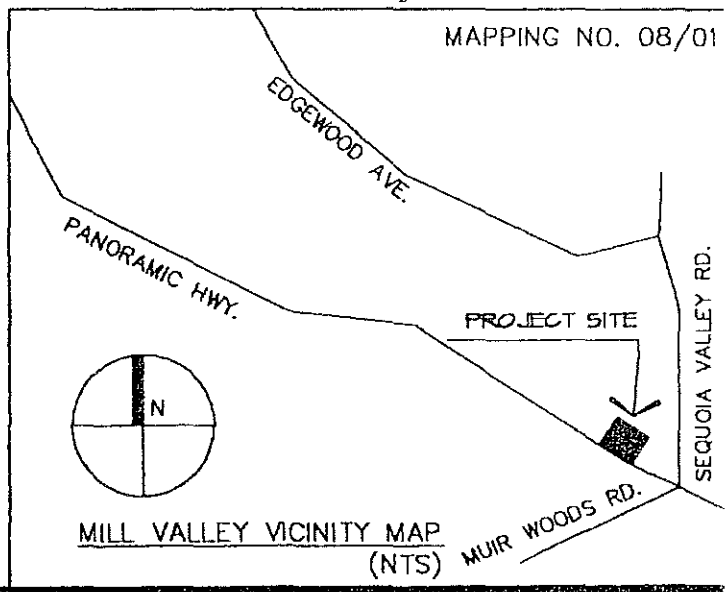 MAPPING NO. 08/01
EDGEWOOD AVE.
PANORAMIC HWY.
PROJECT SITE
SEQUOIA VALLEY RD.
N
MILL VALLEY VICINITY MAP
(NTS)
MUIR WOODS RD.